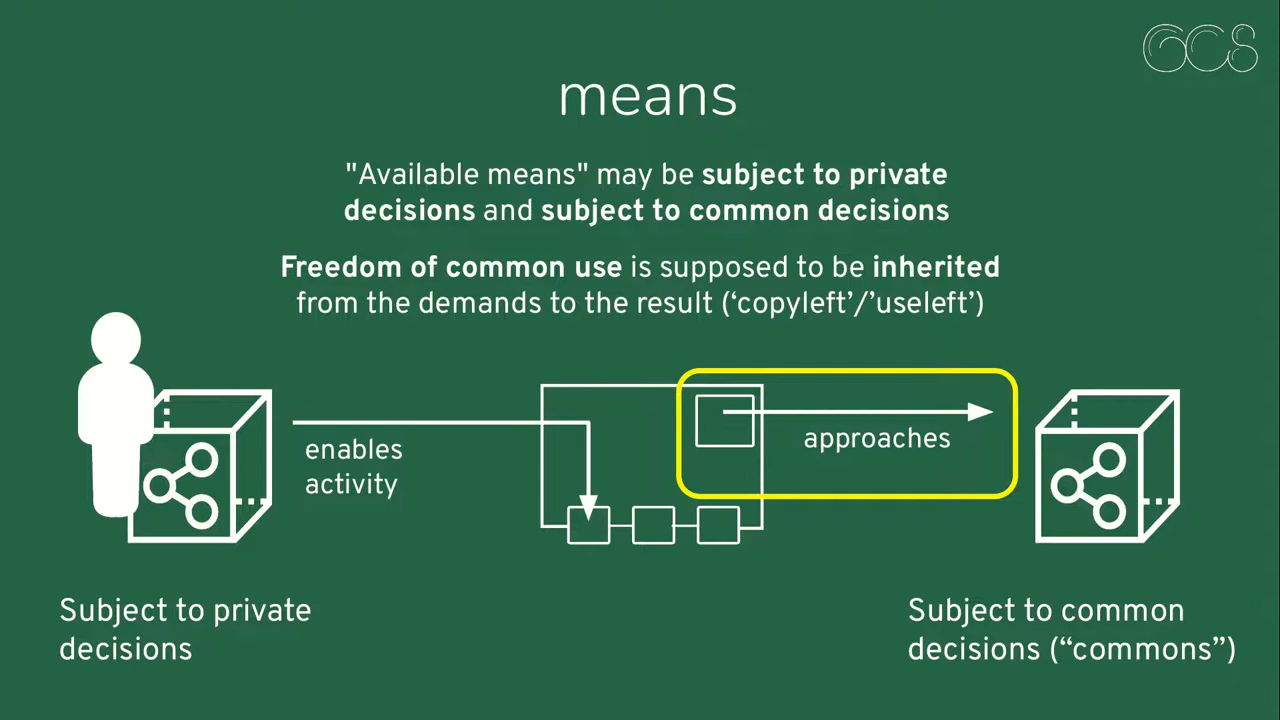 GCS
means
"Available means" may be subject to private
decisions and subject to common decisions
Freedom of common use is supposed to be inherited
from the demands to the result (‘copyleft’/’useleft’)
enables
activity
approaches
Subject to private
decisions
Subject to common
decisions (“commons”)